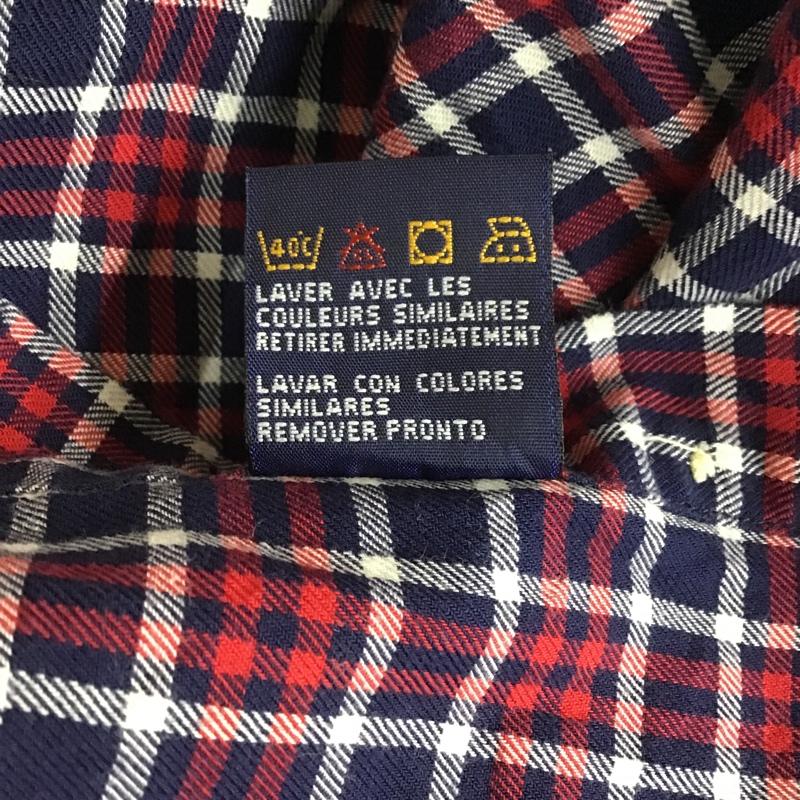 40°C
LAVER AVEC LES
COULEURS SIMILAIRES
RETIRER IMMEDIATEMENT
LAVAR CON COLORES
SIMILARES
REMOVER PRONTO